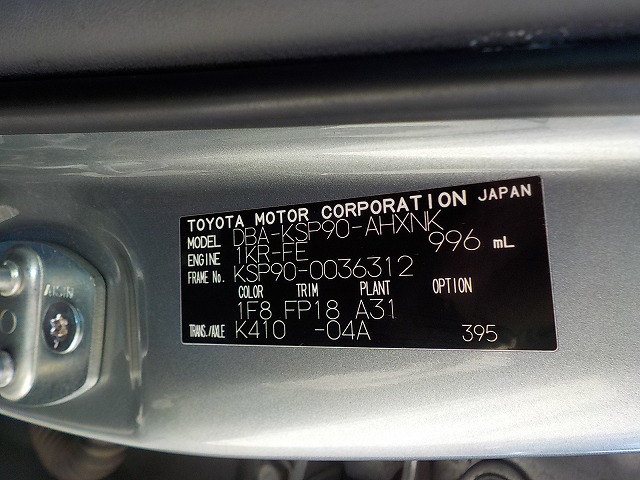 TOYOTA MOTOR CORPORATION JAPAN
MODEL DBA-KSP90-AHXNK
ENGINE 1KR-FE 996 mL
FRAME No. KSP90-0036312
COLOR TRIM PLANT OPTION
1F8 FP18 A31
TRANS./AXLE K410 -04A 395
AISIN